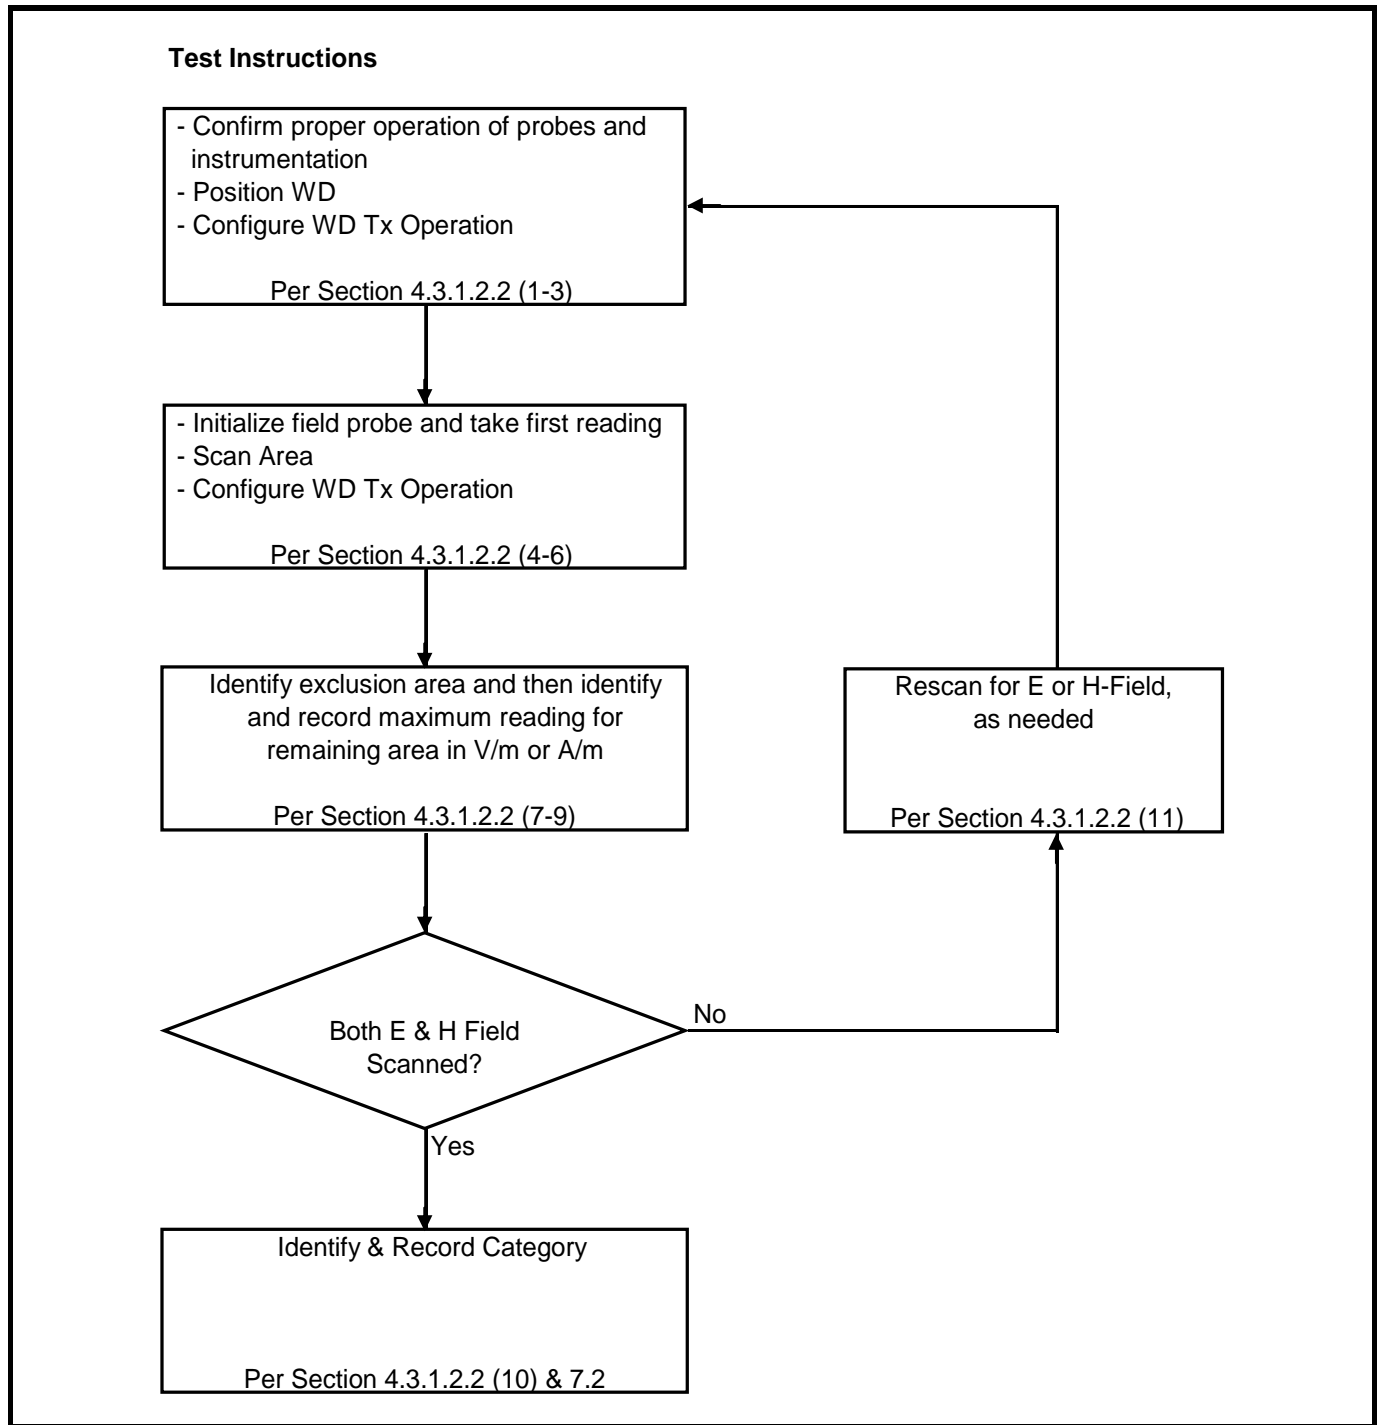 Test Instructions
- Confirm proper operation of probes and
instrumentation
- Position WD
- Configure WD Tx Operation
Per Section 4.3.1.2.2 (1-3)
- Initialize field probe and take first reading
- Scan Area
- Configure WD Tx Operation
Per Section 4.3.1.2.2 (4-6)
Identify exclusion area and then identify
and record maximum reading for
remaining area in V/m or A/m
Per Section 4.3.1.2.2 (7-9)
Rescan for E or H-Field,
as needed
Per Section 4.3.1.2.2 (11)
Both E & H Field
Scanned?
No
Yes
Identify & Record Category
Per Section 4.3.1.2.2 (10) & 7.2